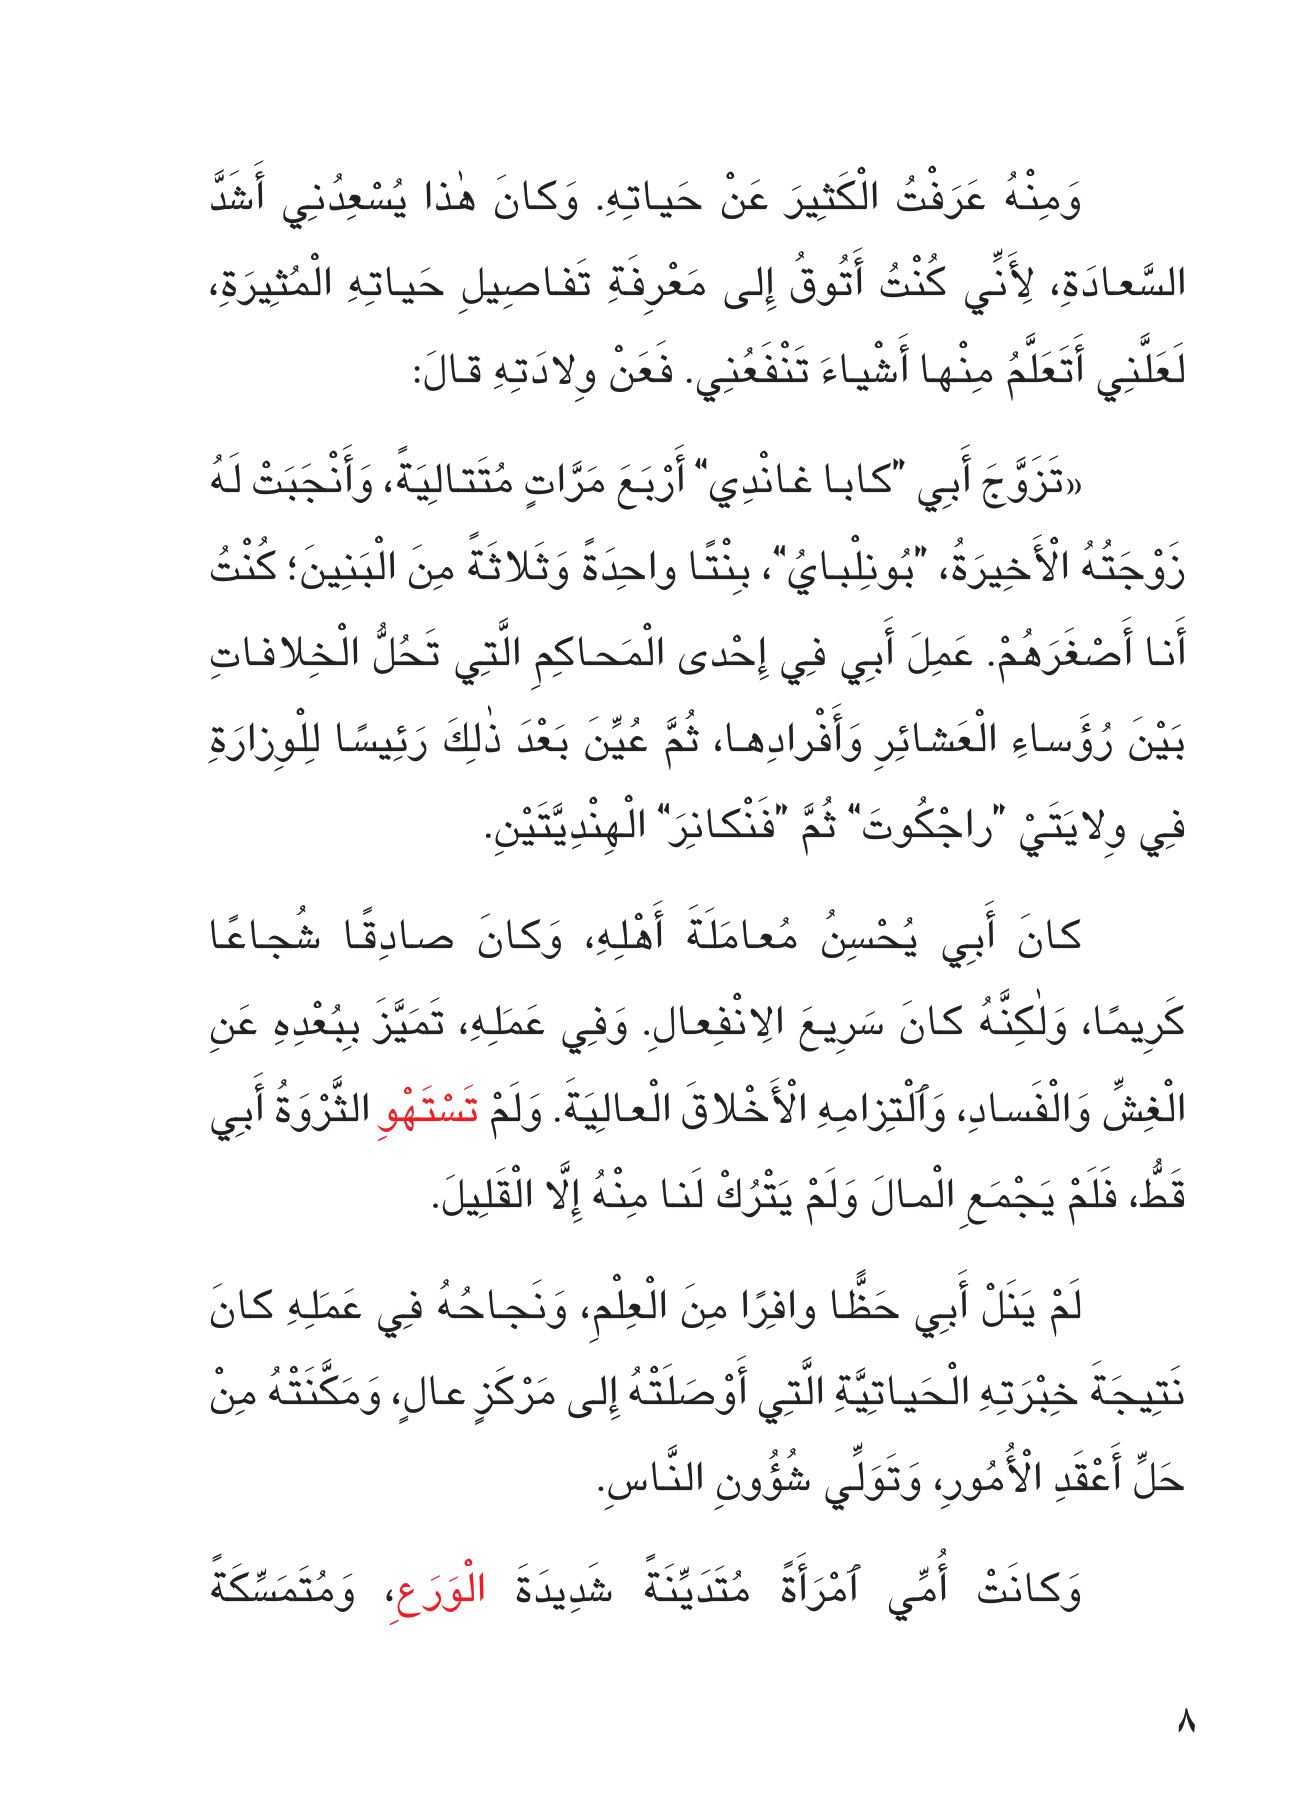 وَمِنْهُ عَرَفْتُ الْكَثِيرَ عَنْ حَياتِهِ. وَكانَ هٰذا يُسْعِدُنِي أَشَدَّ
السَّعادَةِ، لِأَنِّي كُنْتُ أَتُوقُ إِلى مَعْرِفَةِ تَفاصِيلِ حَياتِهِ الْمُثِيرَةِ،
لَعَلَّنِي أَتَعَلَّمُ مِنْها أَشْياءَ تَنْفَعُنِي. فَعَنْ وِلادَتِهِ قالَ:
«تَزَوَّجَ أَبِي "كابا غانْدِي" أَرْبَعَ مَرَّاتٍ مُتَتالِيَةً، وَأَنْجَبَتْ لَهُ
زَوْجَتُهُ الْأَخِيرَةُ، "بُونِلْبايُ"، بِنْتًا واحِدَةً وَثَلاثَةً مِنَ الْبَنِينَ؛ كُنْتُ
أَنا أَصْغَرَهُمْ. عَمِلَ أَبِي فِي إِحْدى الْمَحاكِمِ الَّتِي تَحُلُّ الْخِلافاتِ
بَيْنَ رُؤَساءِ الْعَشائِرِ وَأَفْرادِها، ثُمَّ عُيِّنَ بَعْدَ ذٰلِكَ رَئِيسًا لِلْوِزارَةِ
فِي وِلايَتَيْ "راجْكُوتَ" ثُمَّ "فَنْكانِرَ" الْهِنْدِيَّتَيْنِ.
كانَ أَبِي يُحْسِنُ مُعامَلَةَ أَهْلِهِ، وَكانَ صادِقًا شُجاعًا
كَرِيمًا، وَلٰكِنَّهُ كانَ سَرِيعَ الِانْفِعالِ. وَفِي عَمَلِهِ، تَمَيَّزَ بِبُعْدِهِ عَنِ
الْغِشِّ وَالْفَسادِ، وَٱلْتِزامِهِ الْأَخْلاقَ الْعالِيَةَ. وَلَمْ تَسْتَهْوِ الثَّرْوَةُ أَبِي
قَطُّ، فَلَمْ يَجْمَعِ الْمالَ وَلَمْ يَتْرُكْ لَنا مِنْهُ إِلَّا الْقَلِيلَ.
لَمْ يَنَلْ أَبِي حَظًّا وافِرًا مِنَ الْعِلْمِ، وَنَجاحُهُ فِي عَمَلِهِ كانَ
نَتِيجَةَ خِبْرَتِهِ الْحَياتِيَّةِ الَّتِي أَوْصَلَتْهُ إِلى مَرْكَزٍ عالٍ، وَمَكَّنَتْهُ مِنْ
حَلِّ أَعْقَدِ الْأُمُورِ، وَتَوَلِّي شُؤُونِ النَّاسِ.
وَكانَتْ أُمِّي ٱمْرَأَةً مُتَدَيِّنَةً شَدِيدَةَ الْوَرَعِ، وَمُتَمَسِّكَةً
٨